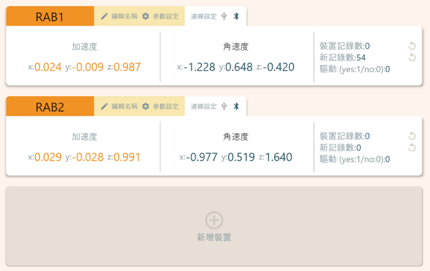 RAB1 編輯名稱 參數設定 連線設定
加速度
x:0.024 y:-0.009 z:0.987
角速度
x:-1.228 y:0.648 z:-0.420
裝置記錄數:0
新記錄數:54
驅動 (yes:1/no:0):0
RAB2 編輯名稱 參數設定 連線設定
加速度
x:0.029 y:-0.028 z:0.991
角速度
x:-0.977 y:0.519 z:1.640
裝置記錄數:0
新記錄數:0
驅動 (yes:1/no:0):0
新增裝置